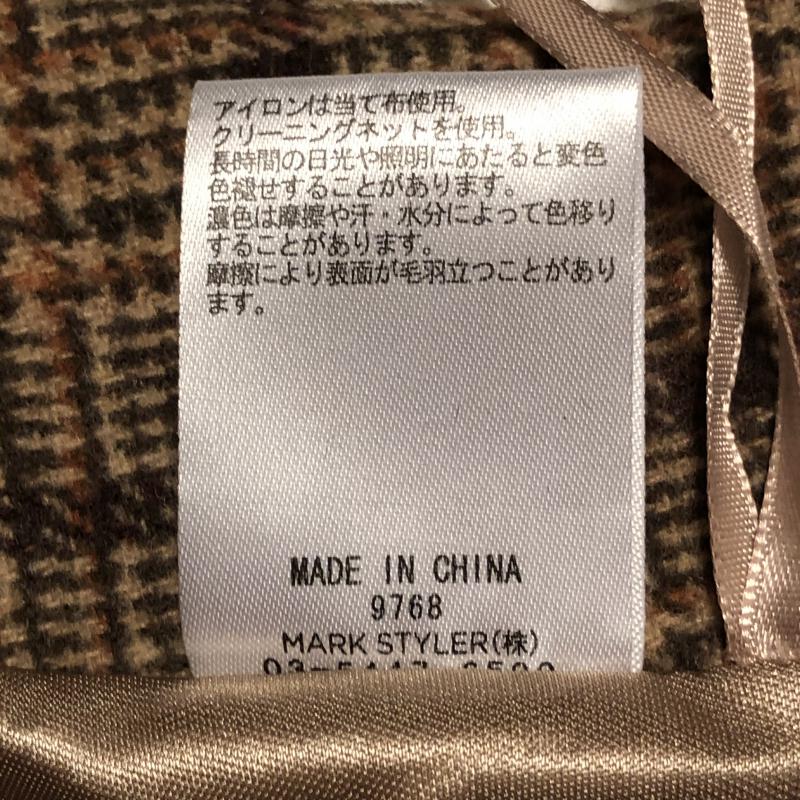 アイロンは当て布使用。
クリーニングネットを使用。
長時間の日光や照明にあたると変色
色褪せすることがあります。
濃色は摩擦や汗・水分によって色移り
することがあります。
摩擦により表面が毛羽立つことがあり
ます。
MADE IN CHINA
9768
MARK STYLER(株)